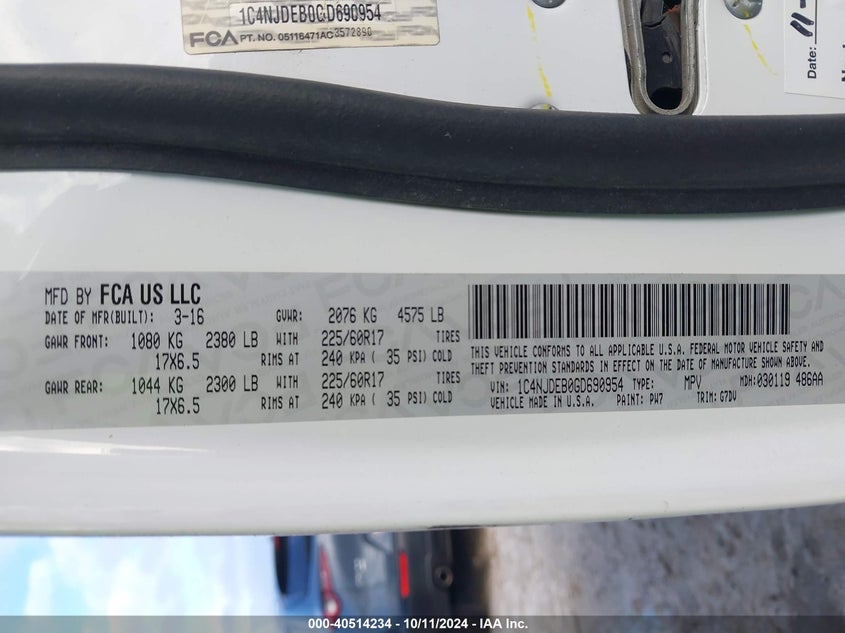 1C4NJDEB0GD690954
FCA PT. NO. 05116471AC3572890
Date: 11-
MFD BY FCA US LLC
DATE OF MFR(BUILT): 3-16 GVWR: 2076 KG 4575 LB
GAWR FRONT: 1080 KG 2380 LB WITH 225/60R17 TIRES
17X6.5 RIMS AT 240 KPA ( 35 PSI) COLD
GAWR REAR: 1044 KG 2300 LB WITH 225/60R17 TIRES
17X6.5 RIMS AT 240 KPA ( 35 PSI) COLD
THIS VEHICLE CONFORMS TO ALL APPLICABLE U.S.A. FEDERAL MOTOR VEHICLE SAFETY AND
THEFT PREVENTION STANDARDS IN EFFECT ON THE DATE OF MANUFACTURE SHOWN ABOVE.
VIN: 1C4NJDEB0GD690954 TYPE: MPV MDH:030119 486AA
VEHICLE MADE IN U.S.A. PAINT: PW7 TRIM: G7DV
000-40514234 - 10/11/2024 - IAA Inc.